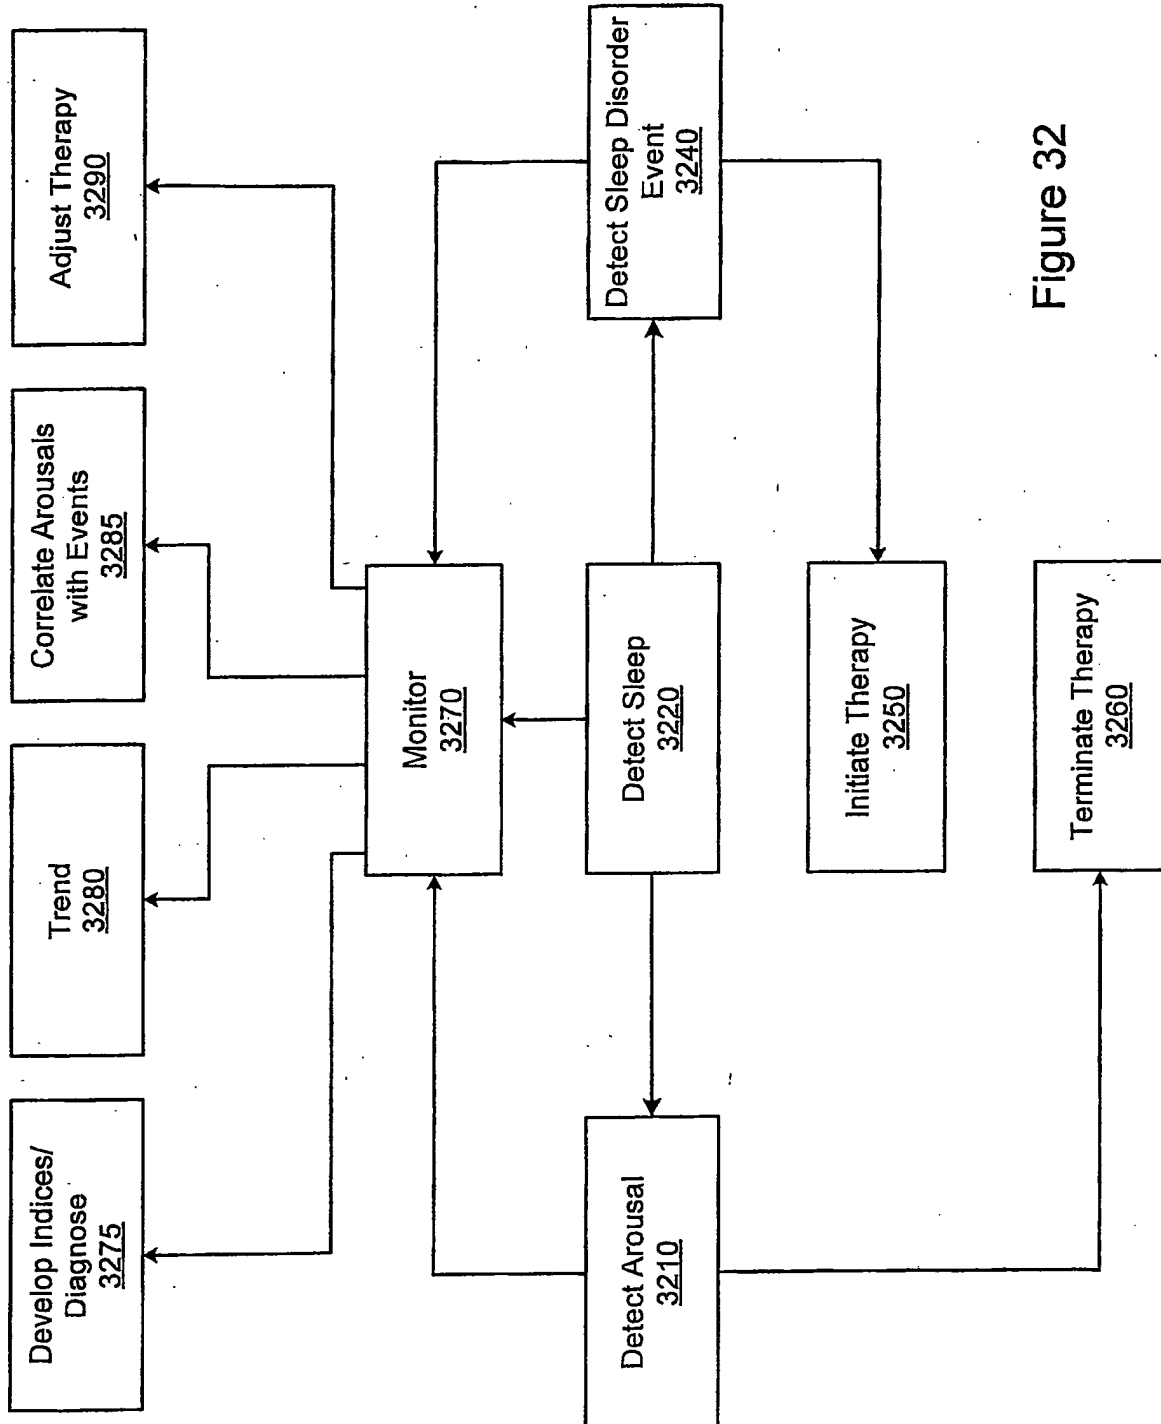 Develop Indices/
Diagnose
3275
Trend
3280
Correlate Arousals
with Events
3285
Adjust Therapy
3290
Monitor
3270
Detect Arousal
3210
Detect Sleep
3220
Detect Sleep Disorder
Event
3240
Initiate Therapy
3250
Terminate Therapy
3260
Figure 32